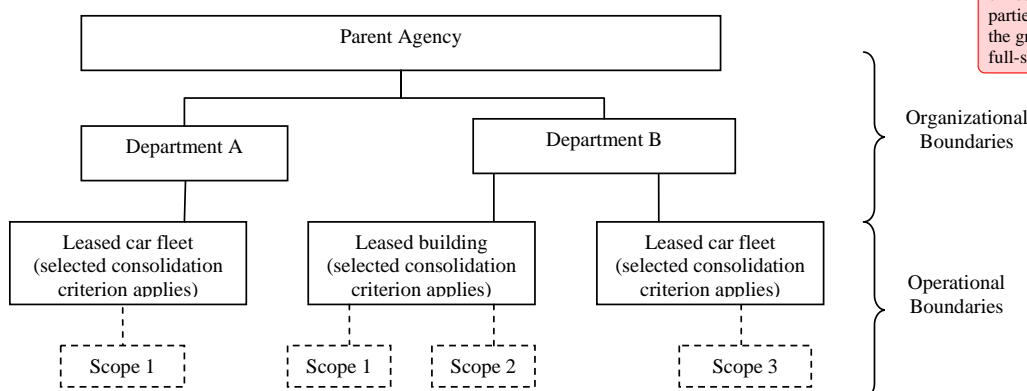 partie
the gr
full-s
Parent Agency
Organizational
Boundaries
Department A
Department B
Leased car fleet
(selected consolidation
criterion applies)
Leased building
(selected consolidation
criterion applies)
Leased car fleet
(selected consolidation
criterion applies)
Operational
Boundaries
Scope 1
Scope 1
Scope 2
Scope 3